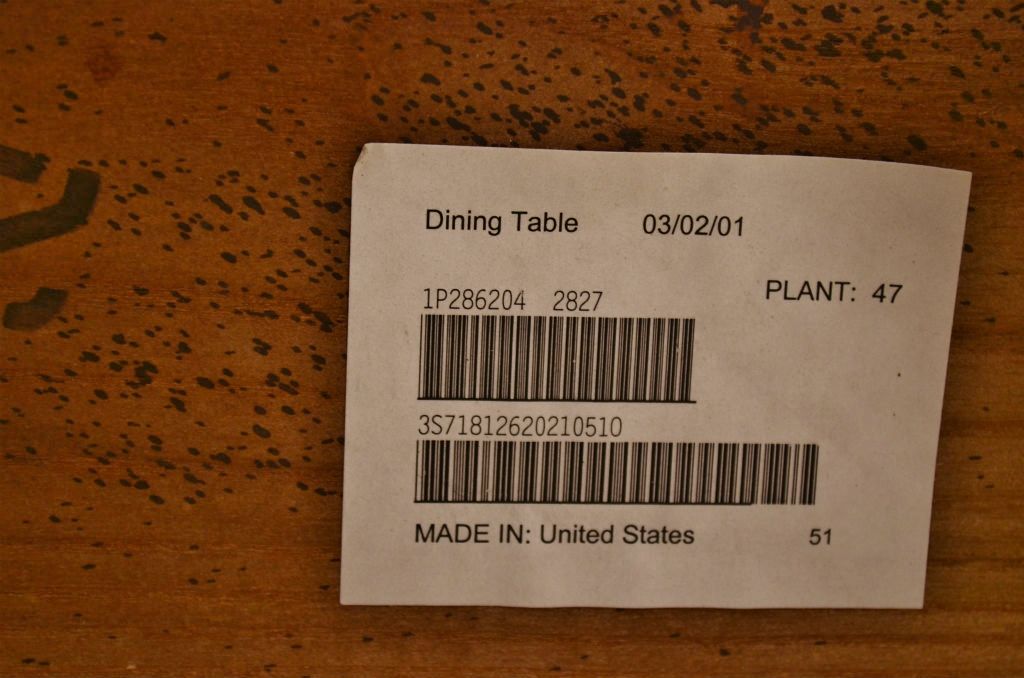 Dining Table 03/02/01
PLANT: 47
1P286204 2827
3S71812620210510
MADE IN: United States 51